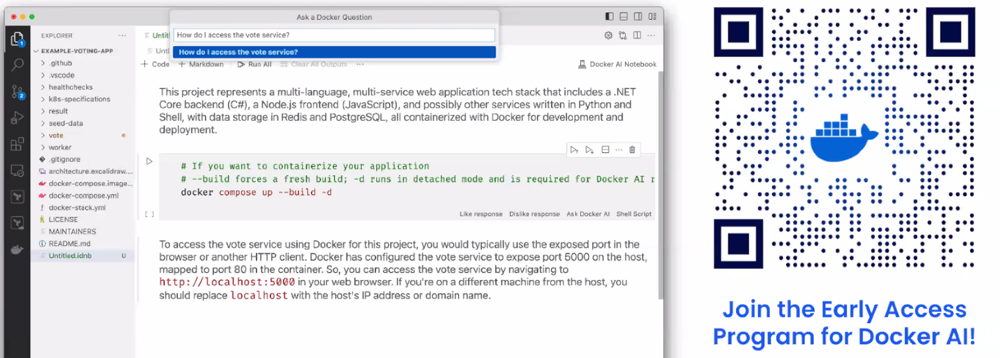 Ask a Docker Question
How do I access the vote service?
How do I access the vote service?
EXPLORER
EXAMPLE-VOTING-APP
.github
.vscode
healthchecks
k8s-specifications
result
seed-data
vote
worker
.gitignore
architecture.excalidraw....
docker-compose.image...
docker-compose.yml
docker-stack.yml
LICENSE
MAINTAINERS
README.md
Untitled.idnb U
1
2
+ Code + Markdown Run All Clear All Outputs ... Docker AI Notebook
This project represents a multi-language, multi-service web application tech stack that includes a .NET
Core backend (C#), a Node.js frontend (JavaScript), and possibly other services written in Python and
Shell, with data storage in Redis and PostgreSQL, all containerized with Docker for development and
deployment.
# If you want to containerize your application
# --build forces a fresh build; -d runs in detached mode and is required for Docker AI r
docker compose up --build -d
[ ]
Like response Dislike response Ask Docker AI Shell Script
To access the vote service using Docker for this project, you would typically use the exposed port in the
browser or another HTTP client. Docker has configured the vote service to expose port 5000 on the host,
mapped to port 80 in the container. So, you can access the vote service by navigating to
http://localhost:5000 in your web browser. If you're on a different machine from the host, you
should replace localhost with the host's IP address or domain name.
Join the Early Access
Program for Docker AI!